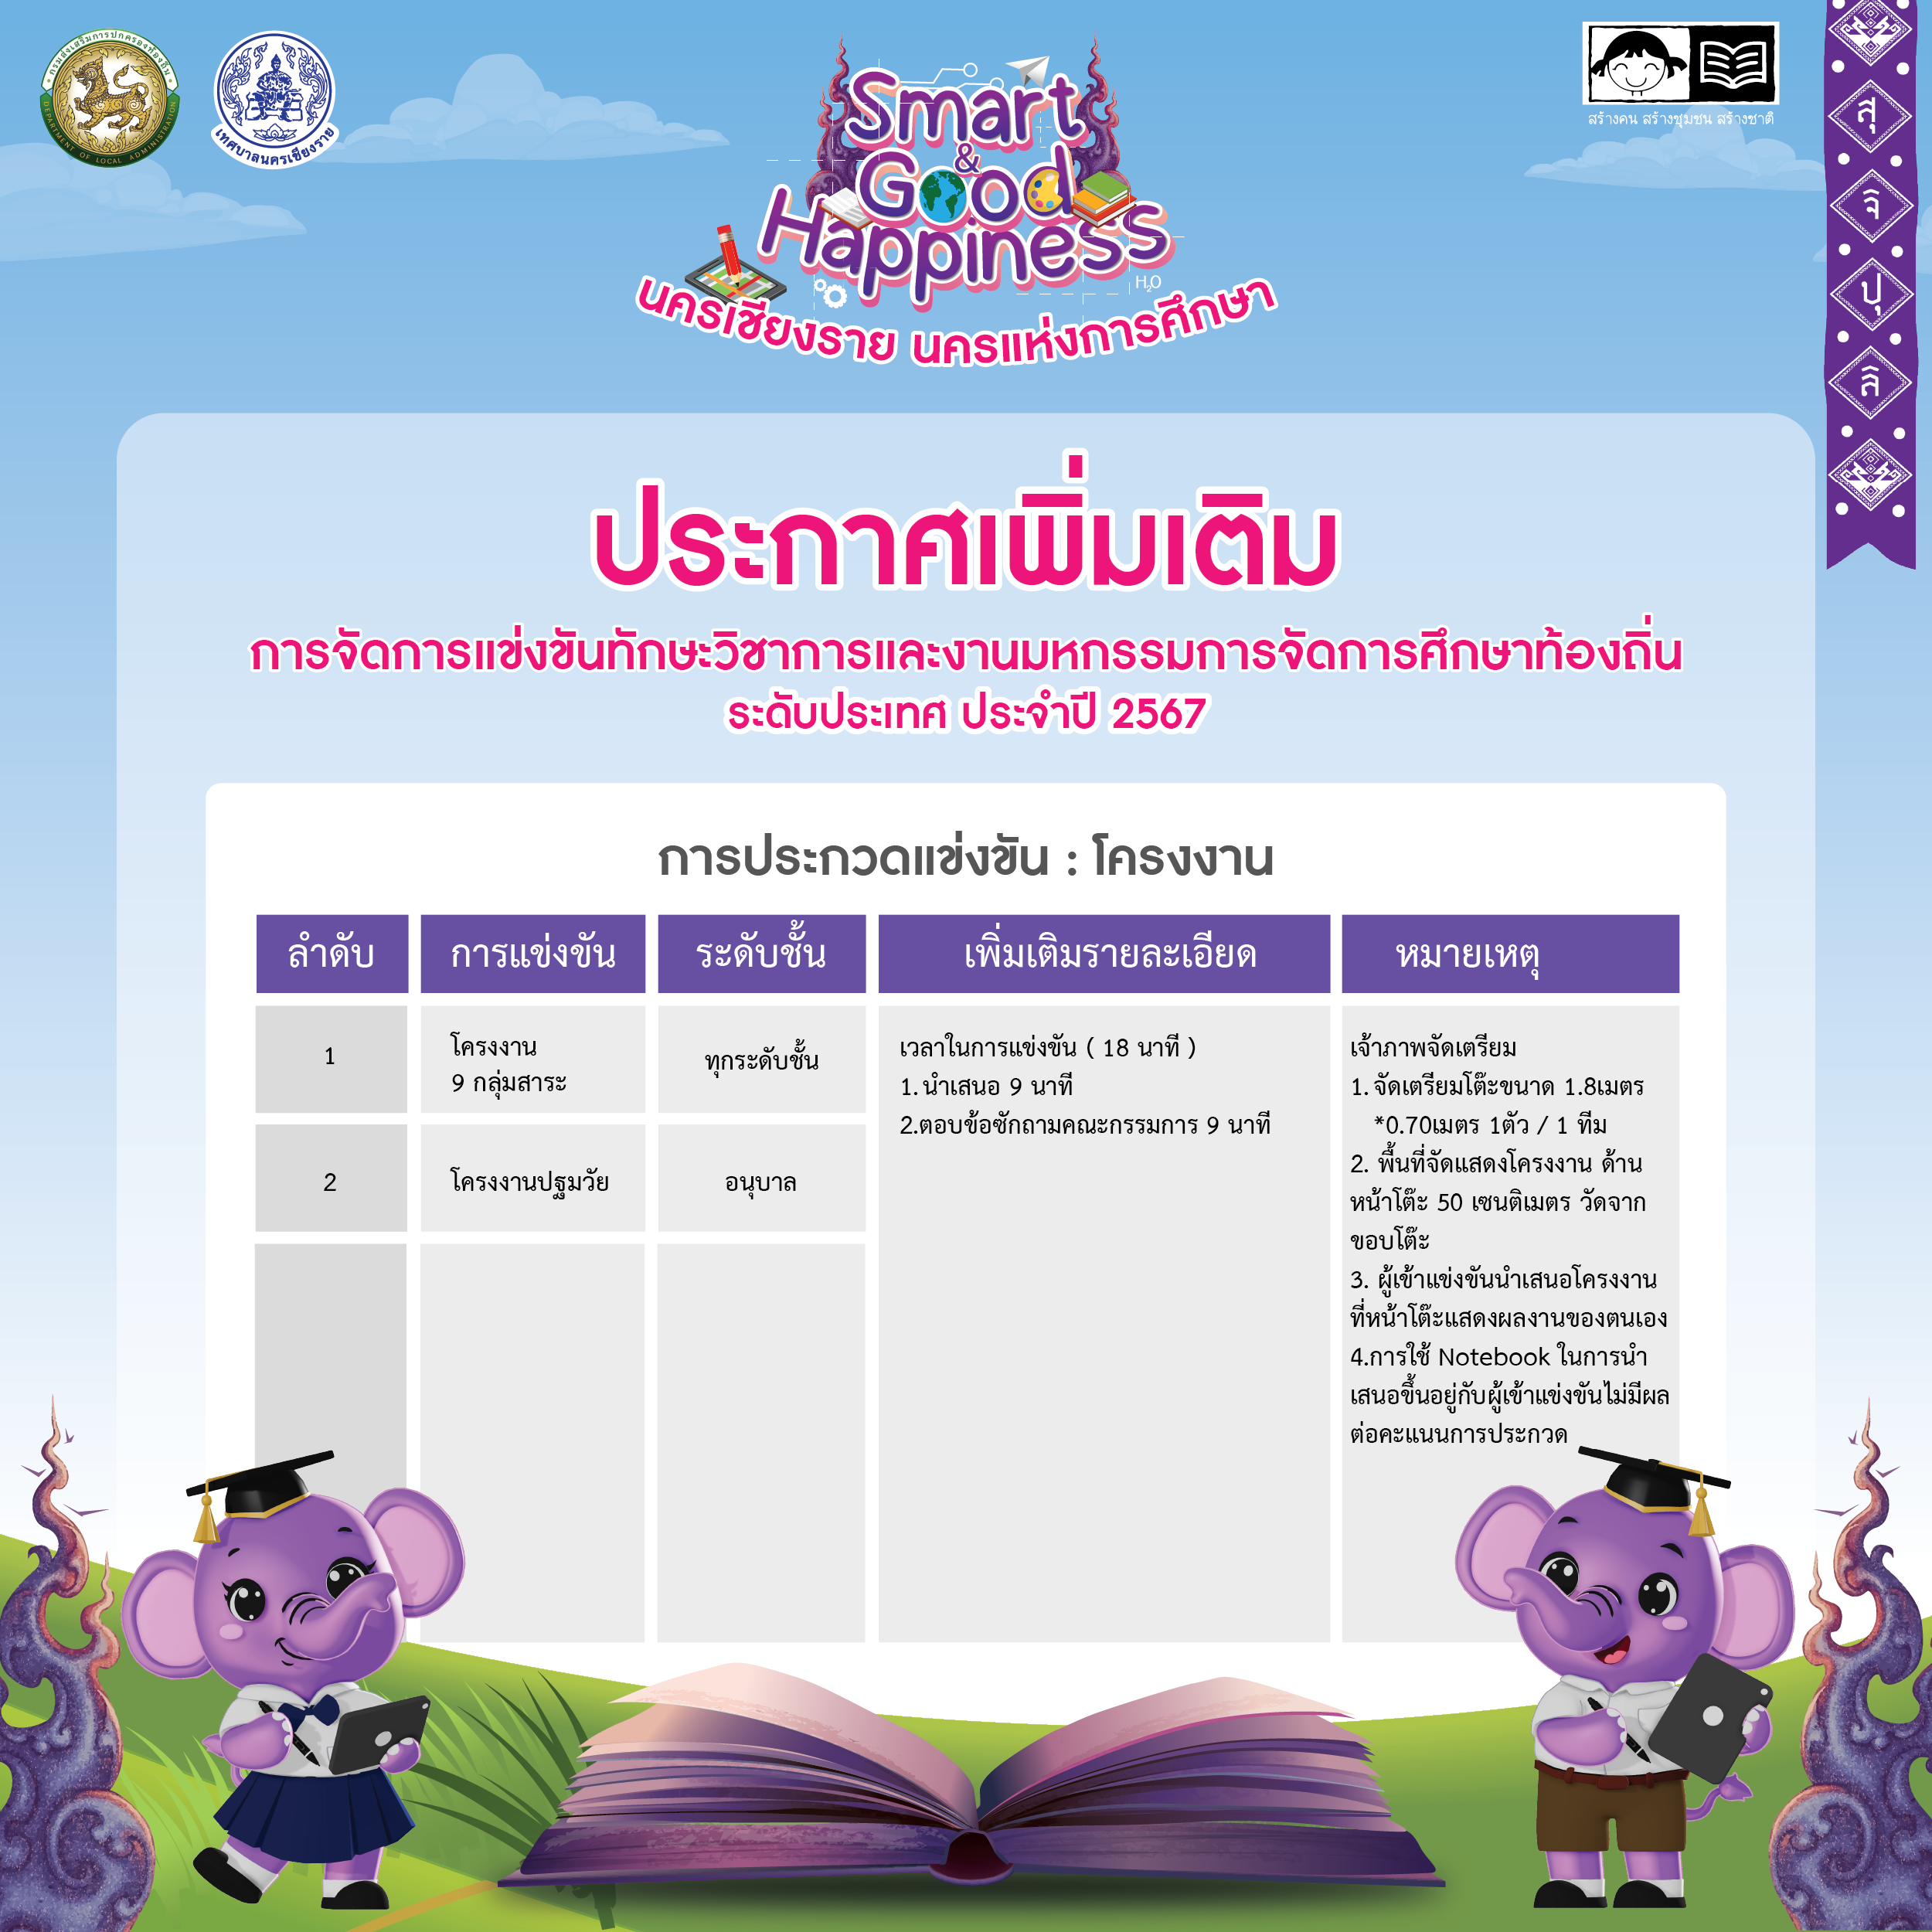 กรมส่งเสริมการปกครองท้องถิ่น
DEPARTMENT OF LOCAL ADMINISTRATION
เทศบาลนครเชียงราย
Smart
&
Good
Happiness
H₂O
นครเชียงราย นครแห่งการศึกษา
สร้างคน สร้างชุมชน สร้างชาติ
สุ
จิ
ปุ
ลิ
ประกาศเพิ่มเติม
การจัดการแข่งขันทักษะวิชาการและงานมหกรรมการจัดการศึกษาท้องถิ่น
ระดับประเทศ ประจำปี 2567
การประกวดแข่งขัน : โครงงาน
ลำดับ การแข่งขัน ระดับชั้น เพิ่มเติมรายละเอียด หมายเหตุ
1
โครงงาน
9 กลุ่มสาระ
ทุกระดับชั้น
2
โครงงานปฐมวัย
อนุบาล
เวลาในการแข่งขัน ( 18 นาที )
1. นำเสนอ 9 นาที
2.ตอบข้อซักถามคณะกรรมการ 9 นาที
เจ้าภาพจัดเตรียม
1. จัดเตรียมโต๊ะขนาด 1.8เมตร
*0.70เมตร 1ตัว / 1 ทีม
2. พื้นที่จัดแสดงโครงงาน ด้าน
หน้าโต๊ะ 50 เซนติเมตร วัดจาก
ขอบโต๊ะ
3. ผู้เข้าแข่งขันนำเสนอโครงงาน
ที่หน้าโต๊ะแสดงผลงานของตนเอง
4.การใช้ Notebook ในการนำ
เสนอขึ้นอยู่กับผู้เข้าแข่งขันไม่มีผล
ต่อคะแนนการประกวด